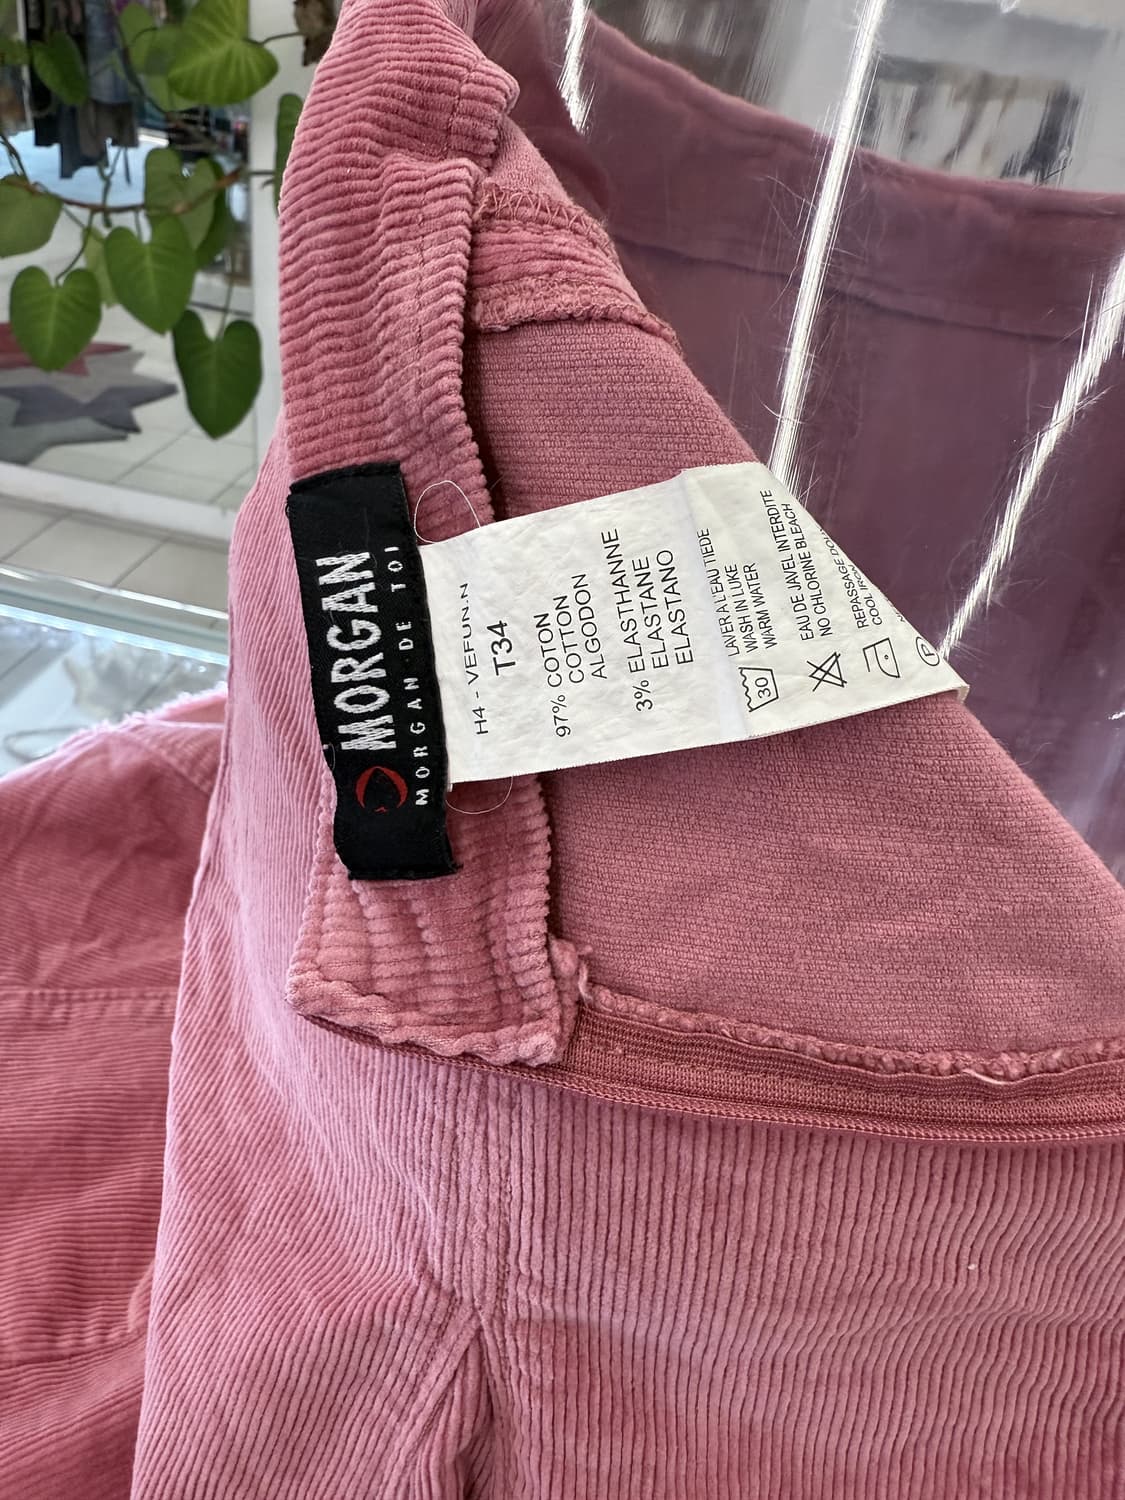 MORGAN
MORGAN DE TOI
H4 - VEFUN.N
T34
97% COTON
COTTON
ALGODON
3% ELASTHANNE
ELASTANE
ELASTANO
LAVER A L'EAU TIEDE
WASH IN LUKE
WARM WATER
30
EAU DE JAVEL INTERDITE
NO CHLORINE BLEACH
REPASSAGE
COOL IRON
P